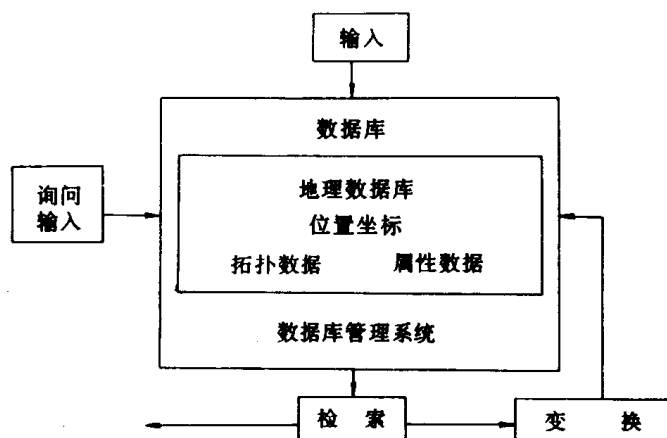 输入
数据库
地理数据库
询问
输入
位置坐标
拓扑数据 属性数据
数据库管理系统
检 索
变 换